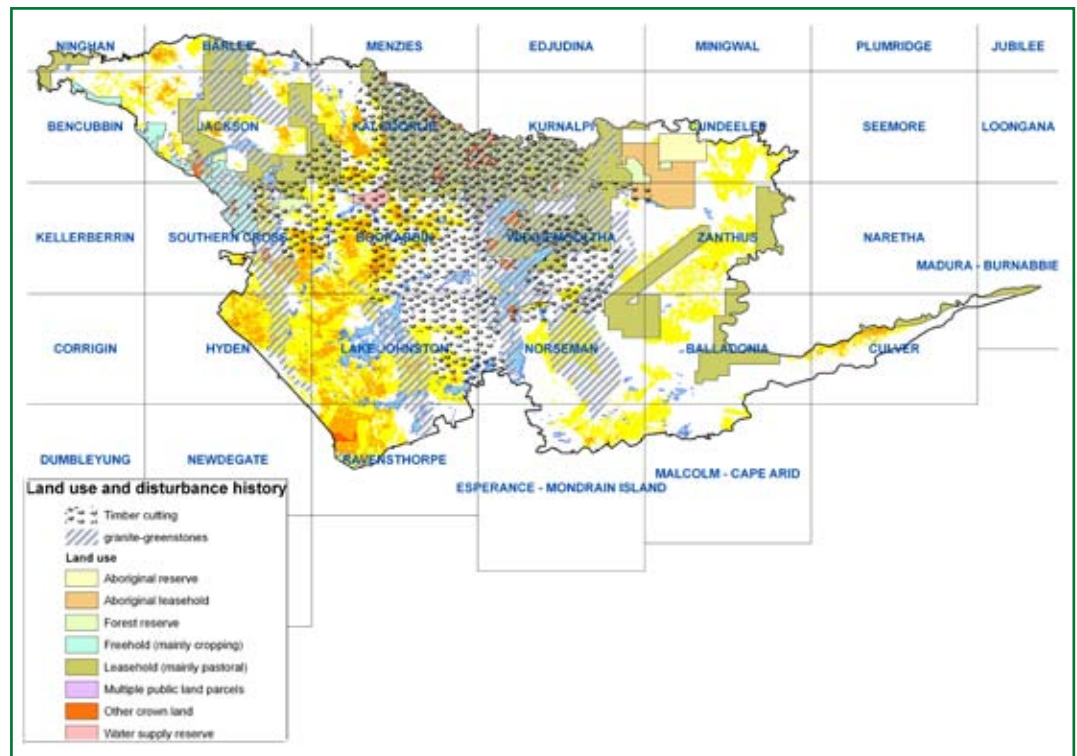 NINGHAN BARLEE MENZIES EDJUDINA MINIGWAL PLUMRIDGE JUBILEE
BENCUBBIN JACKSON KALGOORLIE KURNALPI CUNDEELEE SEEMORE LOONGANA
KELLERBERRIN SOUTHERN CROSS BOORABBIN WIDGIEMOOLTHA ZANTHUS NARETHA
MADURA - BURNABBIE
CORRIGIN HYDEN LAKE JOHNSTON NORSEMAN BALLADONIA CULVER
DUMBLEYUNG NEWDEGATE RAVENSTHORPE
MALCOLM - CAPE ARID
ESPERANCE - MONDRAIN ISLAND
Land use and disturbance history
Timber cutting
granite-greenstones
Land use
Aboriginal reserve
Aboriginal leasehold
Forest reserve
Freehold (mainly cropping)
Leasehold (mainly pastoral)
Multiple public land parcels
Other crown land
Water supply reserve